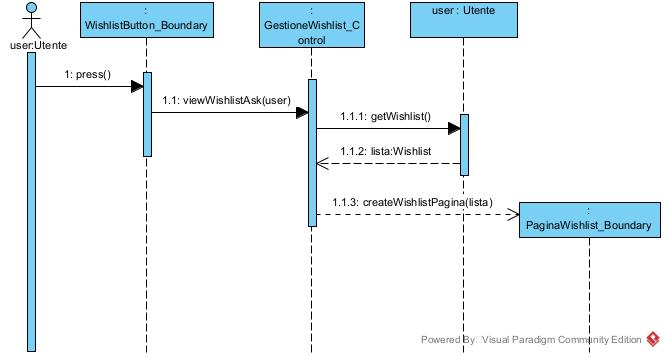 :
WishlistButton_Boundary
:
GestioneWishlist_C
ontrol
user : Utente
user:Utente
1: press()
1.1: viewWishlistAsk(user)
1.1.1: getWishlist()
1.1.2: lista:Wishlist
1.1.3: createWishlistPagina(lista)
:
PaginaWishlist_Boundary
Powered By Visual Paradigm Community Edition